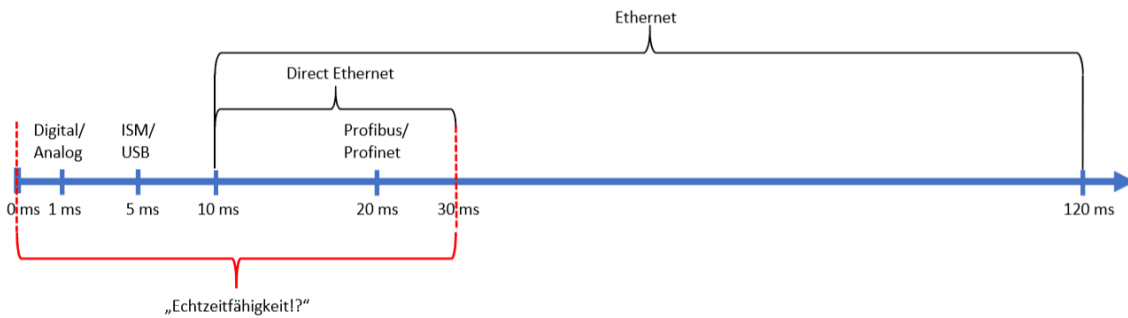 Ethernet
Direct Ethernet
Digital/ ISM/ Profibus/
Analog USB Profinet
0 ms 1 ms 5 ms 10 ms 20 ms 30 ms 120 ms
„Echtzeitfähigkeit!?“